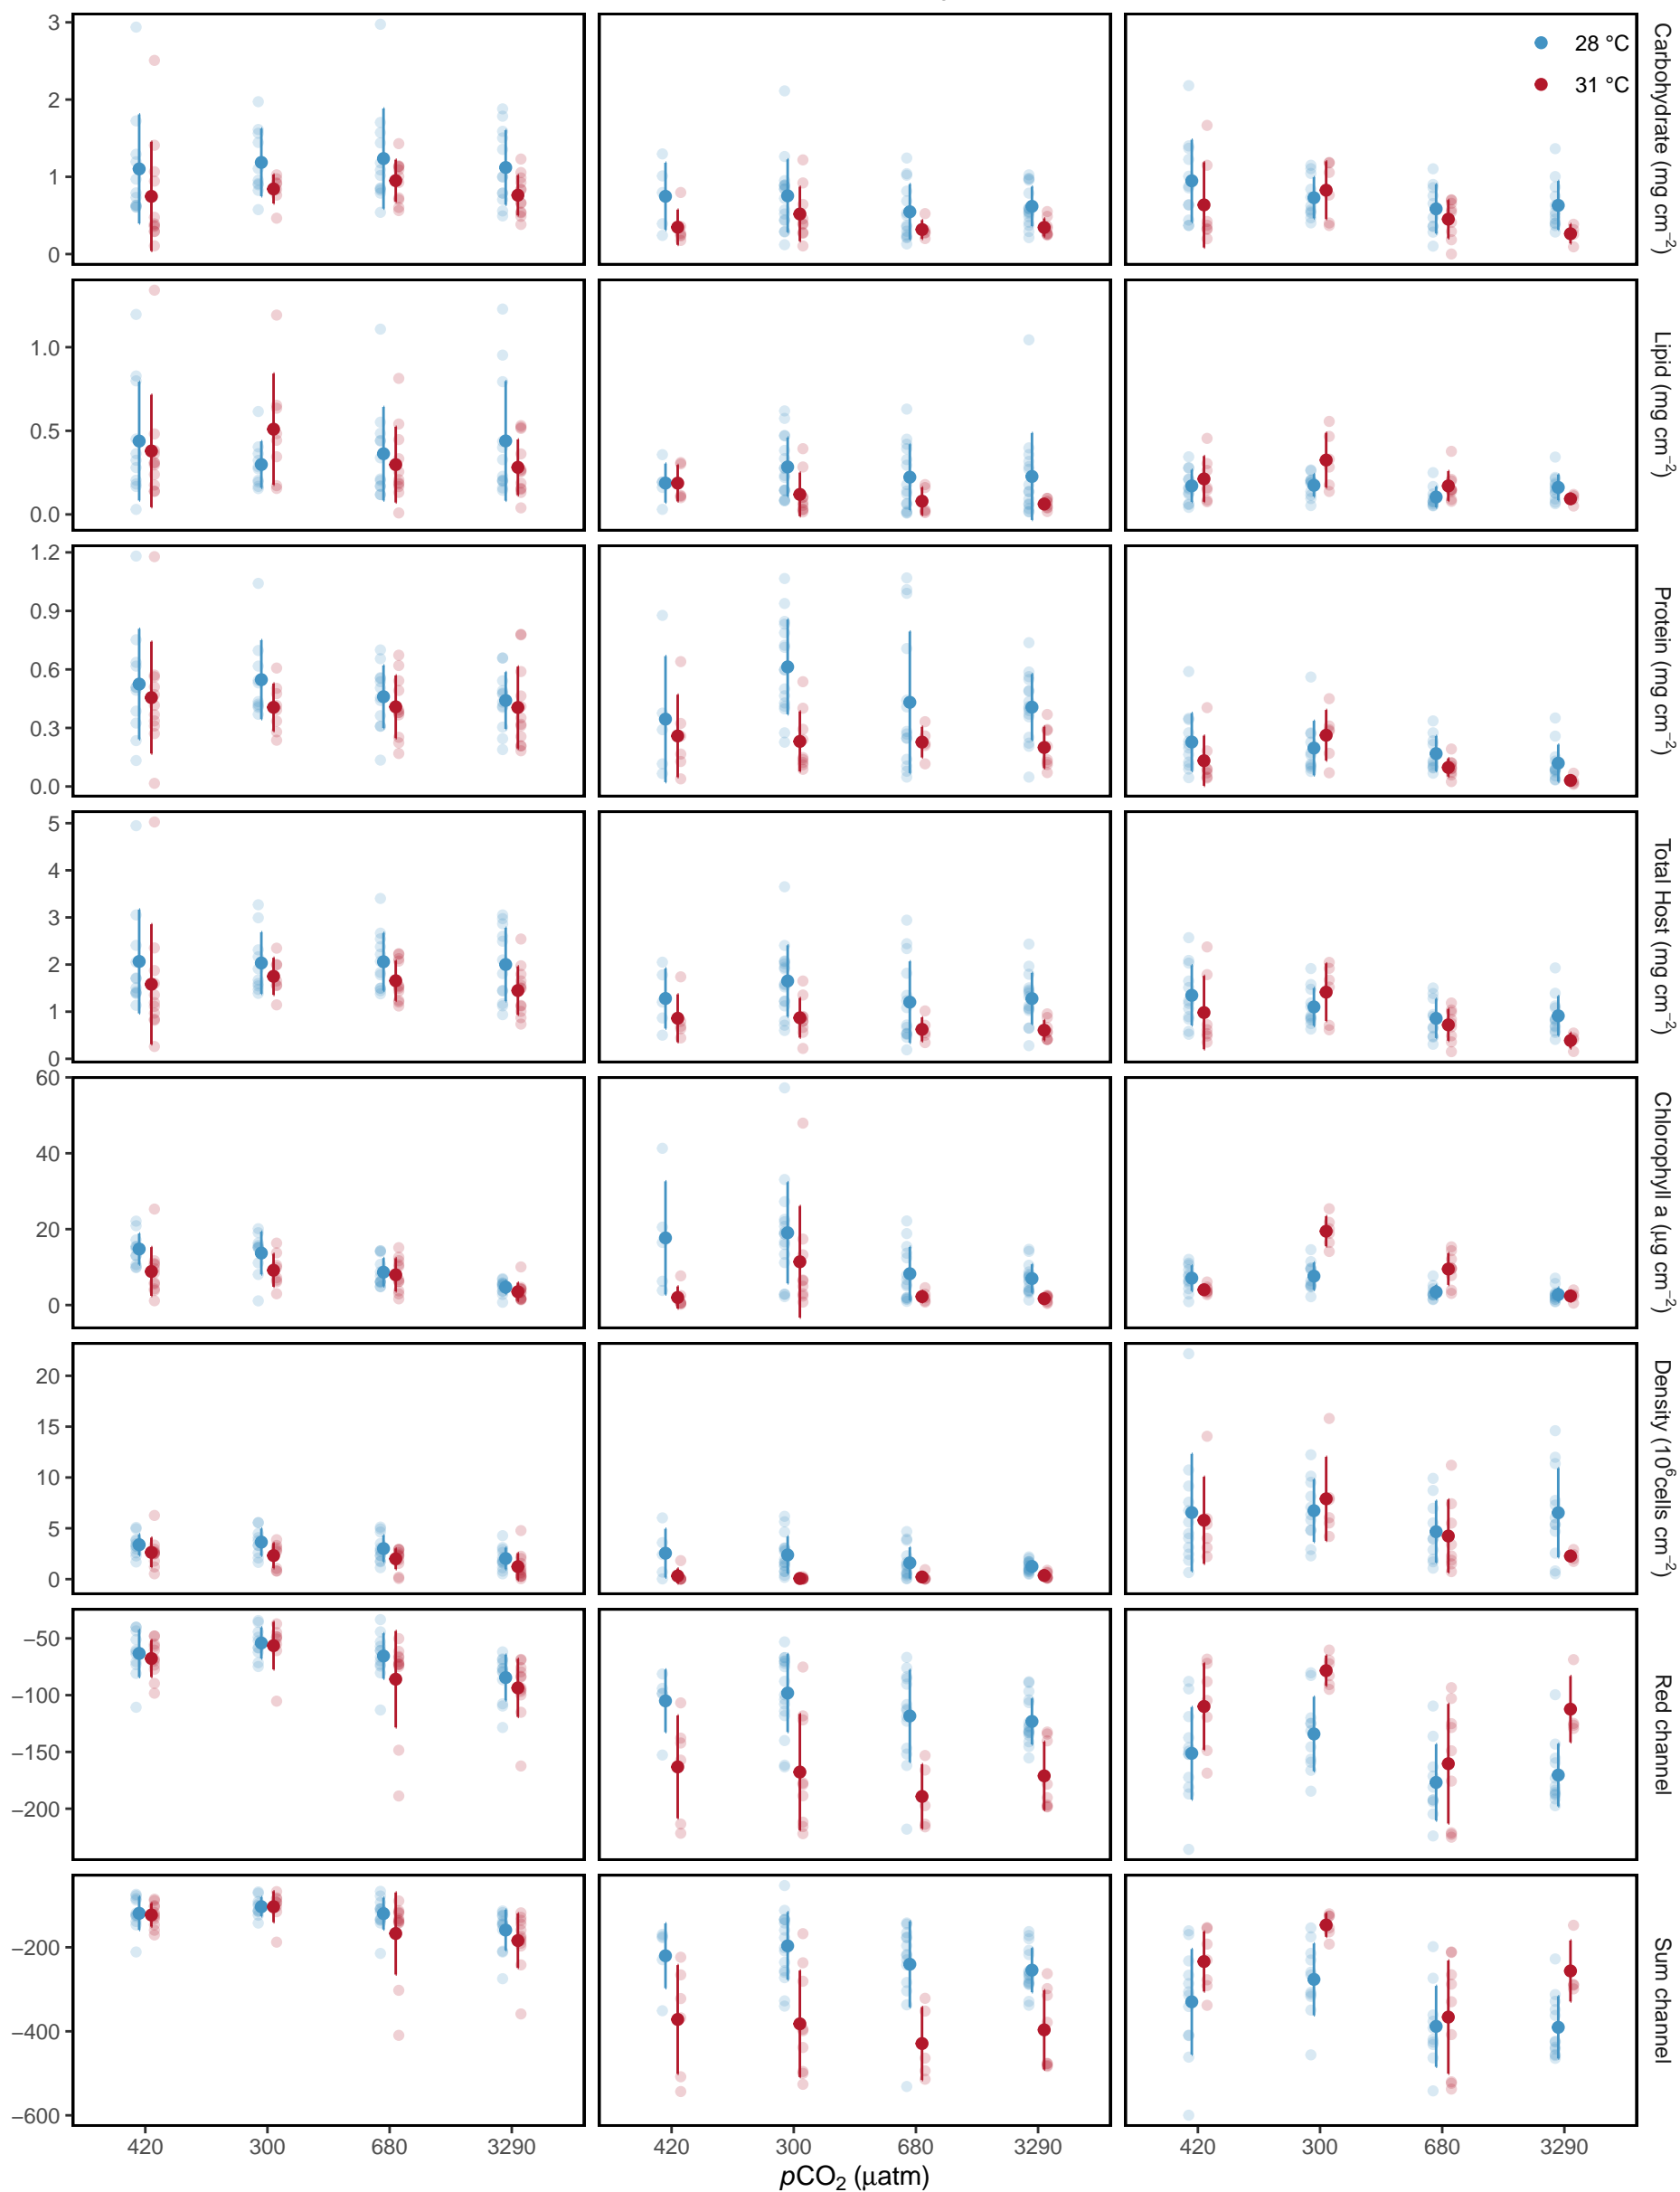 28 °C
31 °C
3
2
1
0
Carbohydrate (mg cm⁻²)
1.0
0.5
0.0
Lipid (mg cm⁻²)
1.2
0.9
0.6
0.3
0.0
Protein (mg cm⁻²)
5
4
3
2
1
0
Total Host (mg cm⁻²)
60
40
20
0
Chlorophyll a (µg cm⁻²)
20
15
10
5
0
Density (10⁶cells cm⁻²)
−50
−100
−150
−200
Red channel
−200
−400
−600
Sum channel
420 300 680 3290 420 300 680 3290 420 300 680 3290
pCO₂ (µatm)